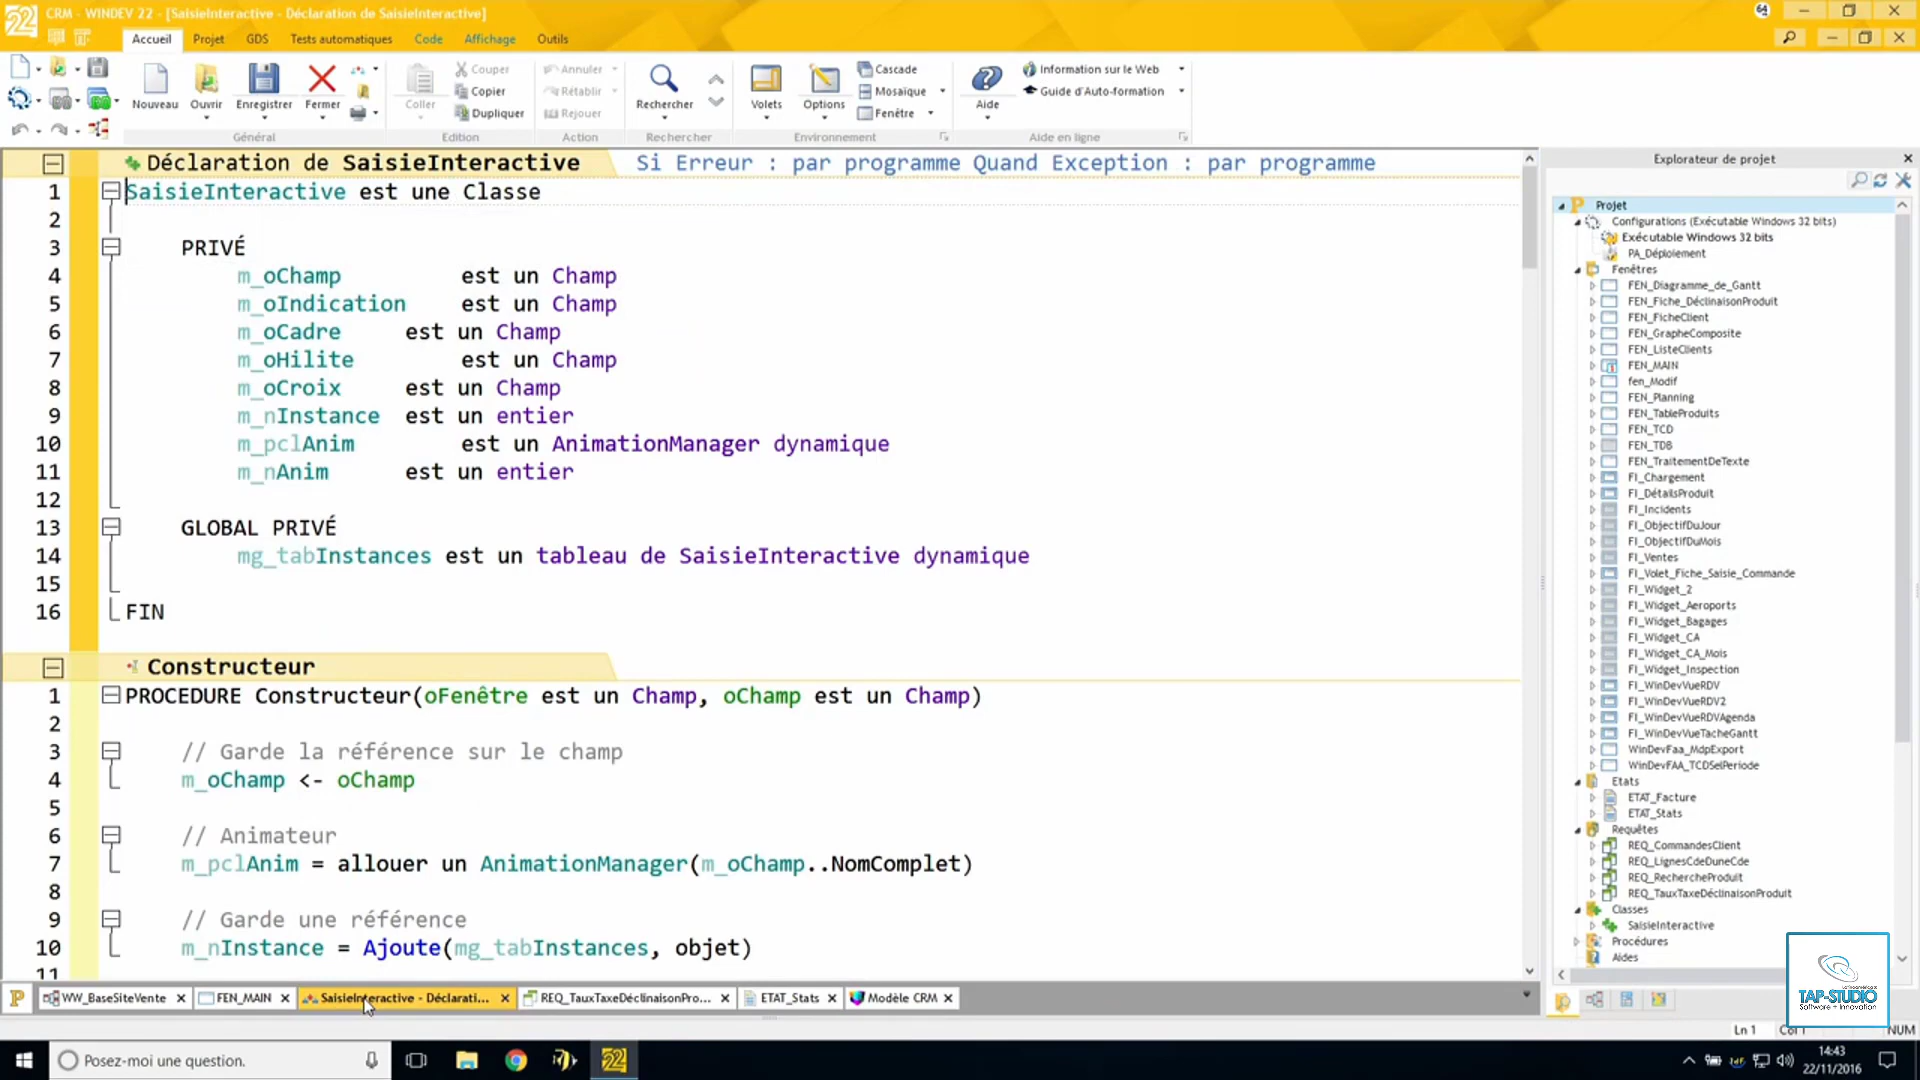 CRM - WINDEV 22 - [SaisieInteractive - Déclaration de SaisieInteractive]
64
Accueil Projet GDS Tests automatiques Code Affichage Outils
Nouveau Ouvrir Enregistrer Fermer
Général
Coller
Couper
Copier
Dupliquer
Edition
Annuler
Rétablir
Rejouer
Action
Rechercher
Rechercher
Volets Options
Cascade
Mosaïque
Fenêtre
Environnement
Aide
Information sur le Web
Guide d'Auto-formation
Aide en ligne
Déclaration de SaisieInteractive Si Erreur : par programme Quand Exception : par programme
1 SaisieInteractive est une Classe
2
3 PRIVÉ
4 m_oChamp est un Champ
5 m_oIndication est un Champ
6 m_oCadre est un Champ
7 m_oHilite est un Champ
8 m_oCroix est un Champ
9 m_nInstance est un entier
10 m_pclAnim est un AnimationManager dynamique
11 m_nAnim est un entier
12
13 GLOBAL PRIVÉ
14 mg_tabInstances est un tableau de SaisieInteractive dynamique
15
16 FIN
Constructeur
1 PROCEDURE Constructeur(oFenêtre est un Champ, oChamp est un Champ)
2
3 // Garde la référence sur le champ
4 m_oChamp <- oChamp
5
6 // Animateur
7 m_pclAnim = allouer un AnimationManager(m_oChamp..NomComplet)
8
9 // Garde une référence
10 m_nInstance = Ajoute(mg_tabInstances, objet)
11
Explorateur de projet
Projet
Configurations (Exécutable Windows 32 bits)
Exécutable Windows 32 bits
PA_Déploiement
Fenêtres
FEN_Diagramme_de_Gantt
FEN_Fiche_DéclinaisonProduit
FEN_FicheClient
FEN_GrapheComposite
FEN_ListeClients
FEN_MAIN
fen_Modif
FEN_Planning
FEN_TableProduits
FEN_TCD
FEN_TDB
FEN_TraitementDeTexte
FI_Chargement
FI_DétailsProduit
FI_Incidents
FI_ObjectifDuJour
FI_ObjectifDuMois
FI_Ventes
FI_Volet_Fiche_Saisie_Commande
FI_Widget_2
FI_Widget_Aeroports
FI_Widget_Bagages
FI_Widget_CA
FI_Widget_CA_Mois
FI_Widget_Inspection
FI_WinDevVueRDV
FI_WinDevVueRDV2
FI_WinDevVueRDVAgenda
FI_WinDevVueTacheGantt
WinDevFaa_MdpExport
WinDevFAA_TCDSelPeriode
Etats
ETAT_Facture
ETAT_Stats
Requêtes
REQ_CommandesClient
REQ_LignesCdeDuneCde
REQ_RechercheProduit
REQ_TauxTaxeDéclinaisonProduit
Classes
SaisieInteractive
Procédures
Aides
TAP-STUDIO
Software + Innovation
WW_BaseSiteVente FEN_MAIN SaisieInteractive - Déclarati... REQ_TauxTaxeDéclinaisonPro... ETAT_Stats Modèle CRM
Ln 1 Col 1 NUM
Posez-moi une question.
22
14:43
22/11/2016